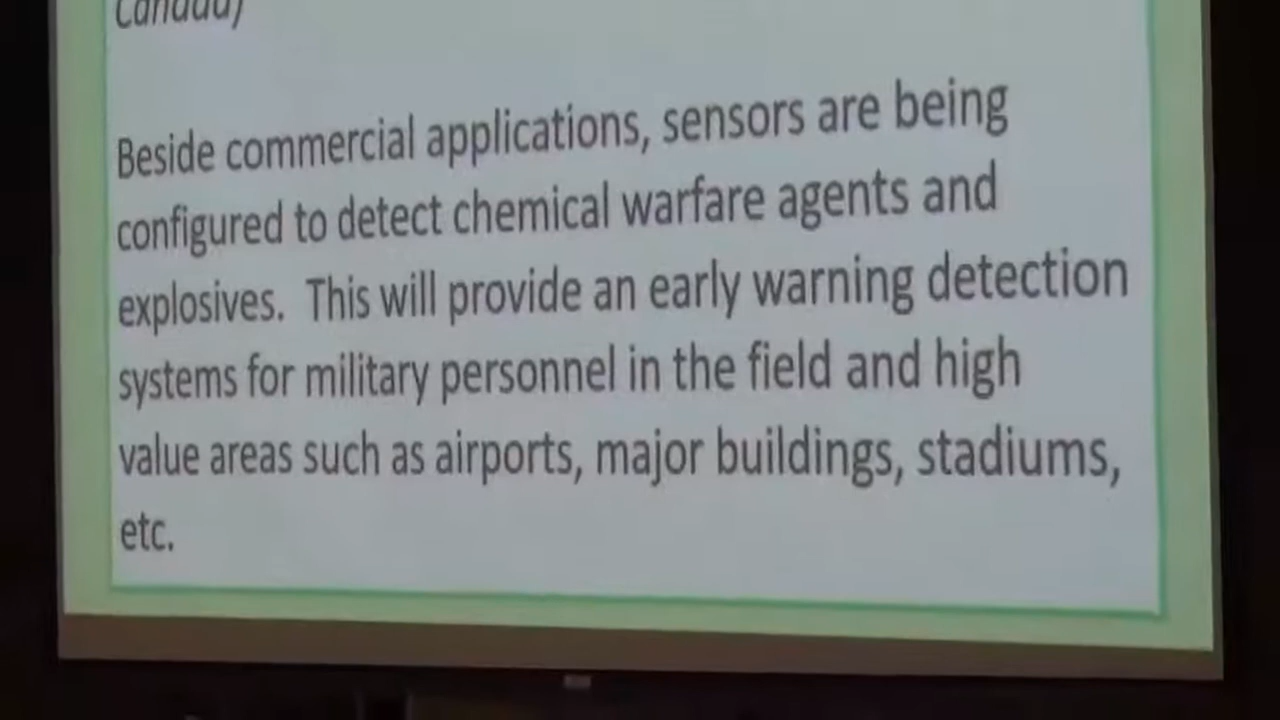 Canada)
Beside commercial applications, sensors are being
configured to detect chemical warfare agents and
explosives. This will provide an early warning detection
systems for military personnel in the field and high
value areas such as airports, major buildings, stadiums,
etc.